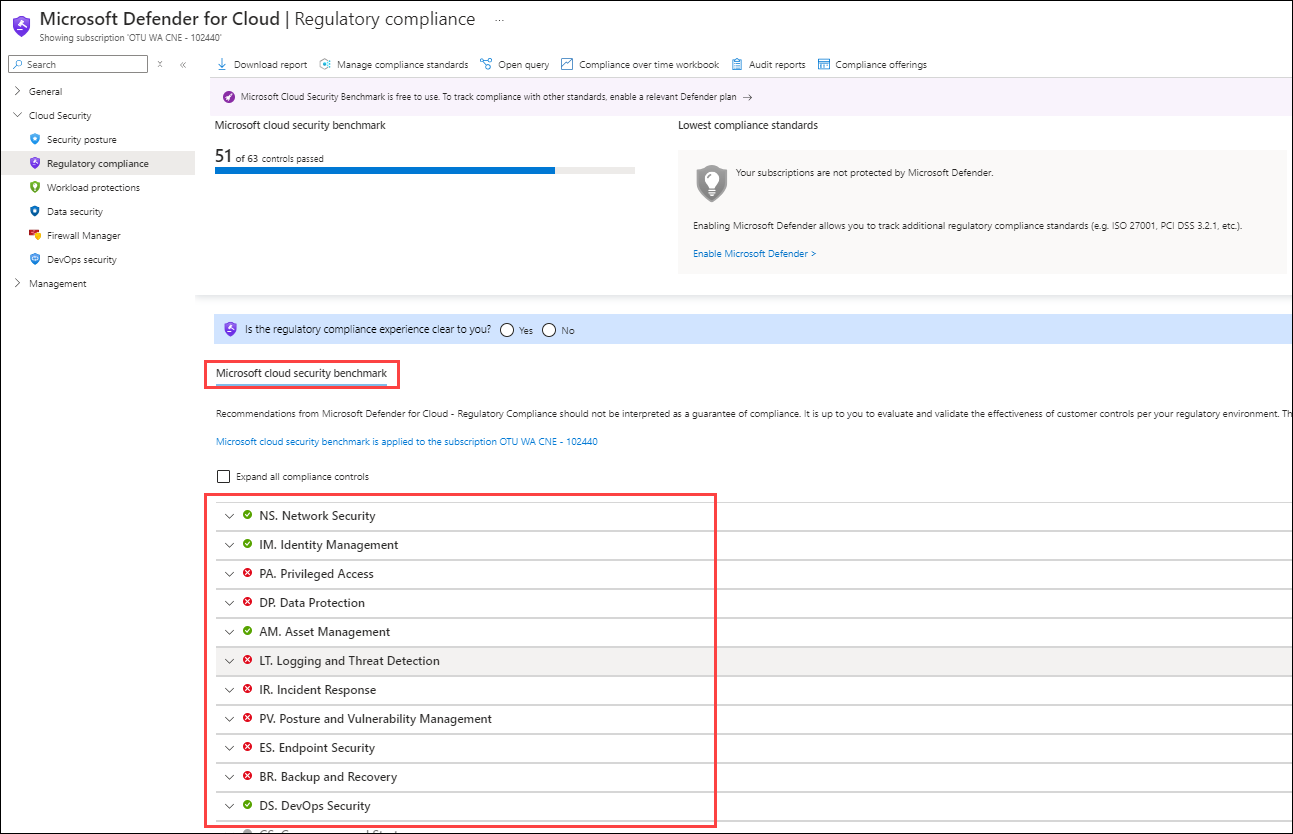 Microsoft Defender for Cloud | Regulatory compliance ...
Showing subscription 'OTU WA CNE - 102440'
Search
Download report Manage compliance standards Open query Compliance over time workbook Audit reports Compliance offerings
General
Cloud Security
Security posture
Regulatory compliance
Workload protections
Data security
Firewall Manager
DevOps security
Management
Microsoft Cloud Security Benchmark is free to use. To track compliance with other standards, enable a relevant Defender plan →
Microsoft cloud security benchmark
51 of 63 controls passed
Lowest compliance standards
Your subscriptions are not protected by Microsoft Defender.
Enabling Microsoft Defender allows you to track additional regulatory compliance standards (e.g. ISO 27001, PCI DSS 3.2.1, etc.).
Enable Microsoft Defender >
Is the regulatory compliance experience clear to you? Yes No
Microsoft cloud security benchmark
Recommendations from Microsoft Defender for Cloud - Regulatory Compliance should not be interpreted as a guarantee of compliance. It is up to you to evaluate and validate the effectiveness of customer controls per your regulatory environment. Th
Microsoft cloud security benchmark is applied to the subscription OTU WA CNE - 102440
Expand all compliance controls
NS. Network Security
IM. Identity Management
PA. Privileged Access
DP. Data Protection
AM. Asset Management
LT. Logging and Threat Detection
IR. Incident Response
PV. Posture and Vulnerability Management
ES. Endpoint Security
BR. Backup and Recovery
DS. DevOps Security